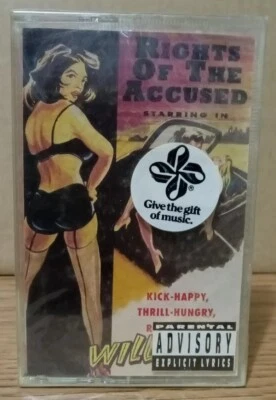 RIGHTS
OF THE
ACCUSED
STARRING IN
®
Give the gift
of music.
KICK-HAPPY,
THRILL-HUNGRY,
PARENTAL
ADVISORY
EXPLICIT LYRICS